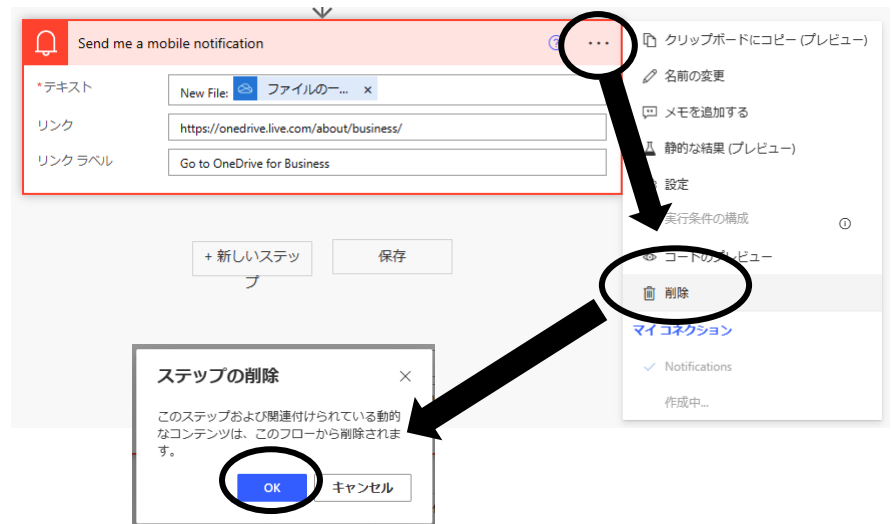 Send me a mobile notification
*テキスト
New File: ファイルの一... ×
リンク
https://onedrive.live.com/about/business/
リンク ラベル
Go to OneDrive for Business
+ 新しいステッ
プ
保存
クリップボードにコピー (プレビュー)
名前の変更
メモを追加する
静的な結果 (プレビュー)
設定
実行条件の構成
コードのプレビュー
削除
マイ コネクション
Notifications
作成中...
ステップの削除
このステップおよび関連付けられている動的
なコンテンツは、このフローから削除されま
す。
OK
キャンセル